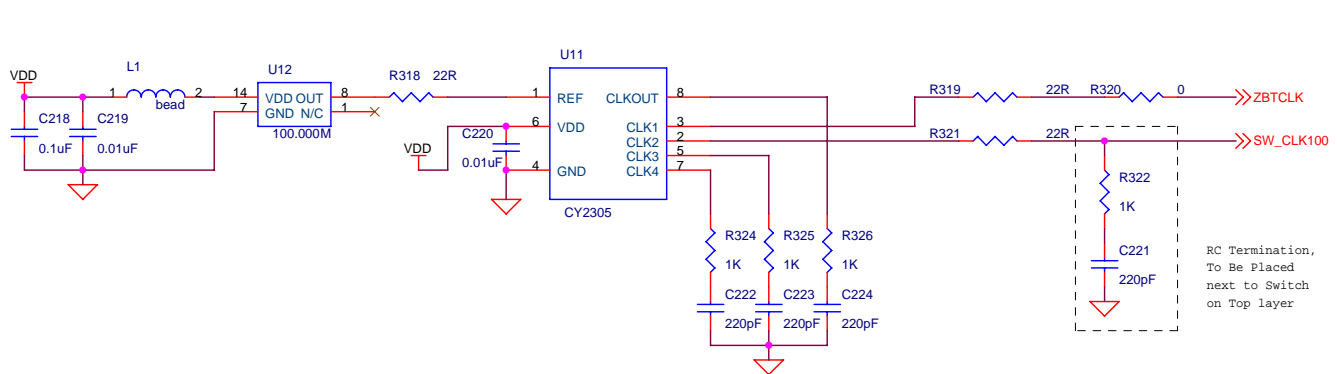 U11
L1
U12
VDD
R318 22R
1
2
14
VDD OUT
8
7
GND N/C
1
bead
100.000M
C218
0.1uF
C219
0.01uF
VDD
C220
0.01uF
1
REF
CLKOUT
8
6
VDD
CLK1
3
CLK2
2
CLK3
5
4
GND
CLK4
7
CY2305
R319
22R
R320
0
ZBTCLK
R321
22R
SW_CLK100
R322
1K
C221
220pF
RC Termination,
To Be Placed
next to Switch
on Top layer
R324
1K
R325
1K
R326
1K
C222
220pF
C223
220pF
C224
220pF